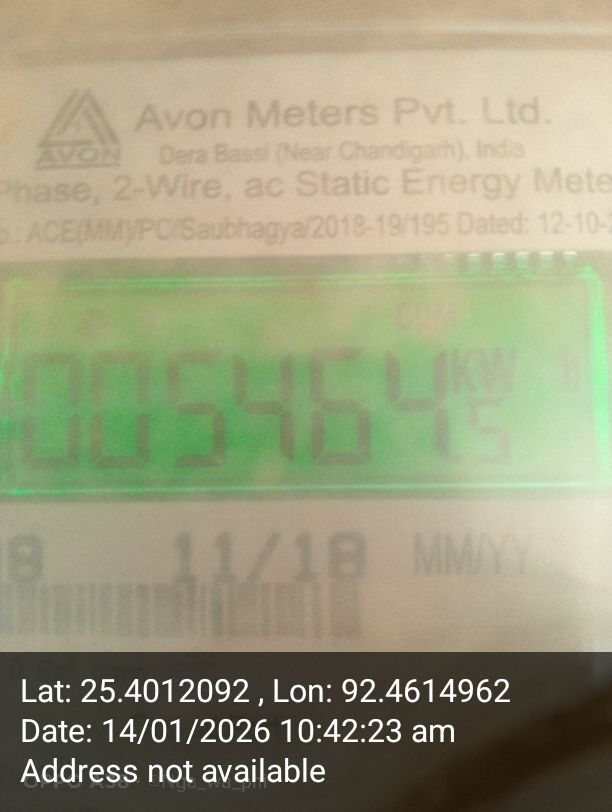 Avon Meters Pvt. Ltd.
AVON
Dera Bassi (Near Chandigarh), India
Phase, 2-Wire, ac Static Energy Mete
ACE(MM)/PC/Saubhagya/2018-19/195 Dated: 12-10-
CUM
005464 KW h
5
11/18 MM/YY
Lat: 25.4012092 , Lon: 92.4614962
Date: 14/01/2026 10:42:23 am
Address not available